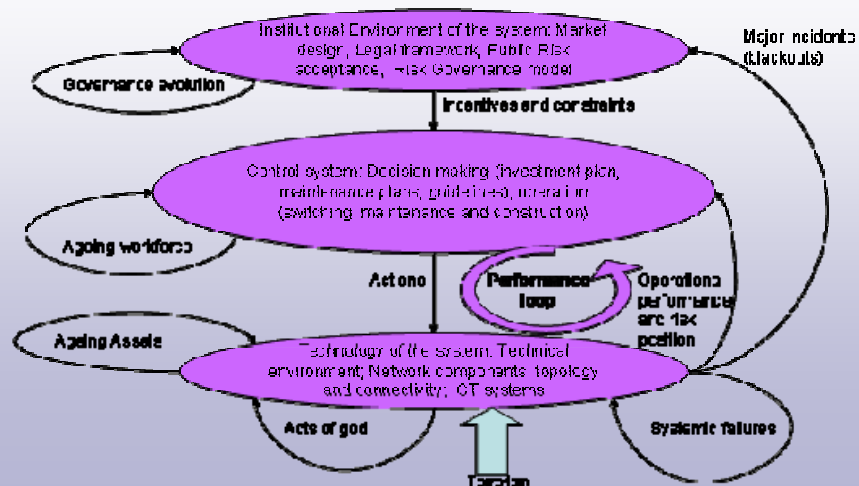 Institutional Environment of the system: Market
design, Legal framework, Public Risk
acceptance, Risk Governance model
Major incidents
(blackouts)
Governance evolution
Incentives and constraints
Control system: Decision making (investment plan,
maintenance plans, guidelines), operation
(switching, maintenance and construction)
Ageing workforce
Actions
Performance
loop
Operational
performance
and risk
position
Ageing Assets
Technology of the system: Technical
environment; Network components, topology
and connectivity; ICT systems
Acts of god
Systemic failures